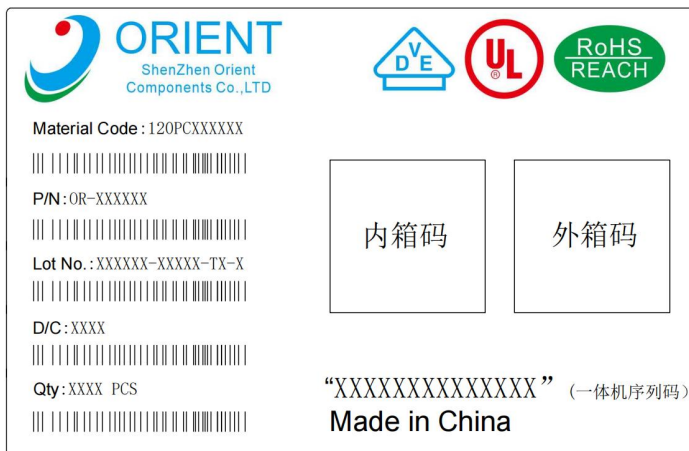 ORIENT
ShenZhen Orient
Components Co.,LTD
VDE
UL
®
RoHS
REACH
Material Code:120PCXXXXXX
P/N:OR-XXXXXX
Lot No.:XXXXXX-XXXXX-TX-X
D/C:XXXX
Qty:XXXX PCS
内箱码
外箱码
“XXXXXXXXXXXXXX”(一体机序列码)
Made in China